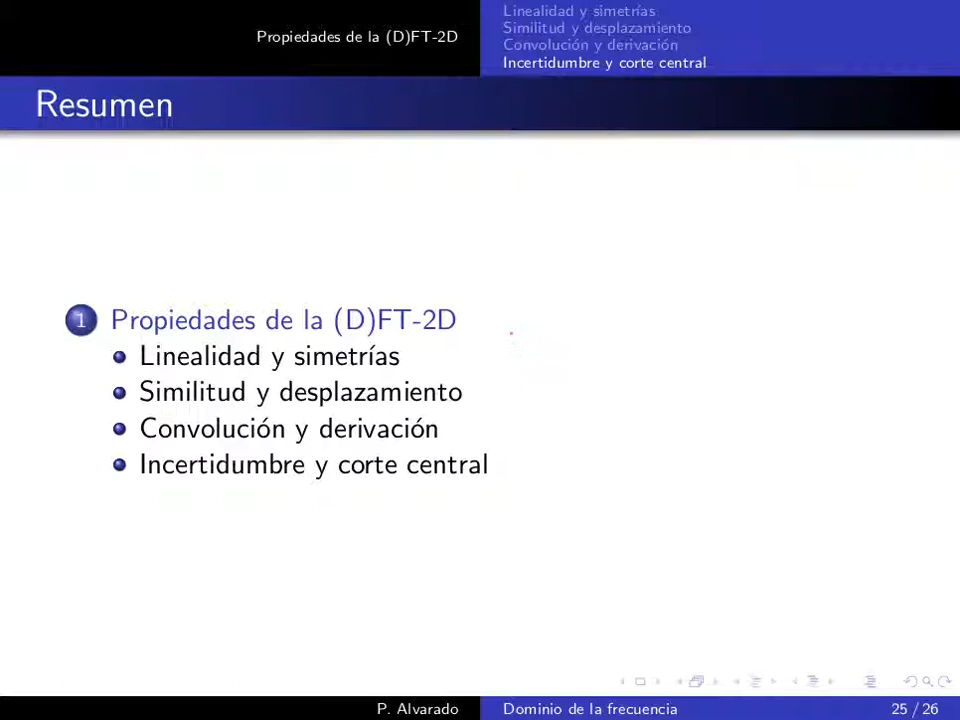 Propiedades de la (D)FT-2D
Linealidad y simetrías
Similitud y desplazamiento
Convolución y derivación
Incertidumbre y corte central
Resumen
1 Propiedades de la (D)FT-2D
Linealidad y simetrías
Similitud y desplazamiento
Convolución y derivación
Incertidumbre y corte central
P. Alvarado
Dominio de la frecuencia
25 / 26